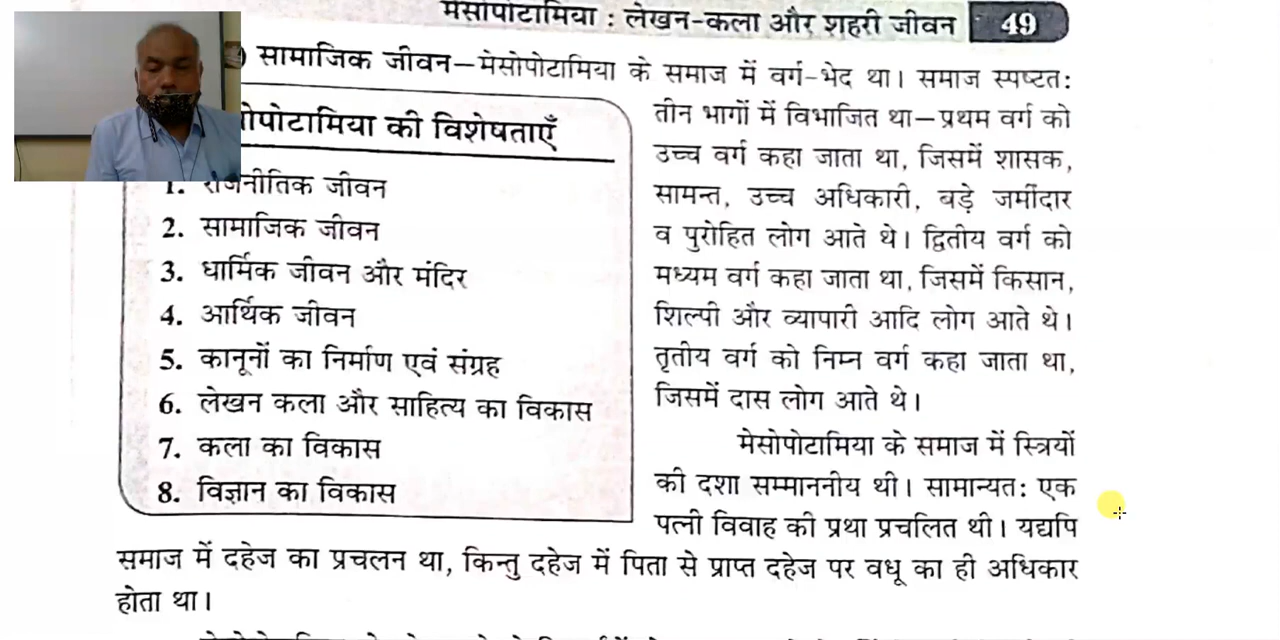 मेसोपोटामिया : लेखन-कला और शहरी जीवन 49
) सामाजिक जीवन–मेसोपोटामिया के समाज में वर्ग-भेद था। समाज स्पष्टतः
तीन भागों में विभाजित था–प्रथम वर्ग को
उच्च वर्ग कहा जाता था, जिसमें शासक,
सामन्त, उच्च अधिकारी, बड़े जमींदार
व पुरोहित लोग आते थे। द्वितीय वर्ग को
मध्यम वर्ग कहा जाता था, जिसमें किसान,
शिल्पी और व्यापारी आदि लोग आते थे।
तृतीय वर्ग को निम्न वर्ग कहा जाता था,
जिसमें दास लोग आते थे।
सोपोटामिया की विशेषताएँ
1. राजनीतिक जीवन
2. सामाजिक जीवन
3. धार्मिक जीवन और मंदिर
4. आर्थिक जीवन
5. कानूनों का निर्माण एवं संग्रह
6. लेखन कला और साहित्य का विकास
7. कला का विकास
8. विज्ञान का विकास
मेसोपोटामिया के समाज में स्त्रियों
की दशा सम्माननीय थी। सामान्यतः एक
पत्नी विवाह की प्रथा प्रचलित थी। यद्यपि
समाज में दहेज का प्रचलन था, किन्तु दहेज में पिता से प्राप्त दहेज पर वधू का ही अधिकार
होता था।